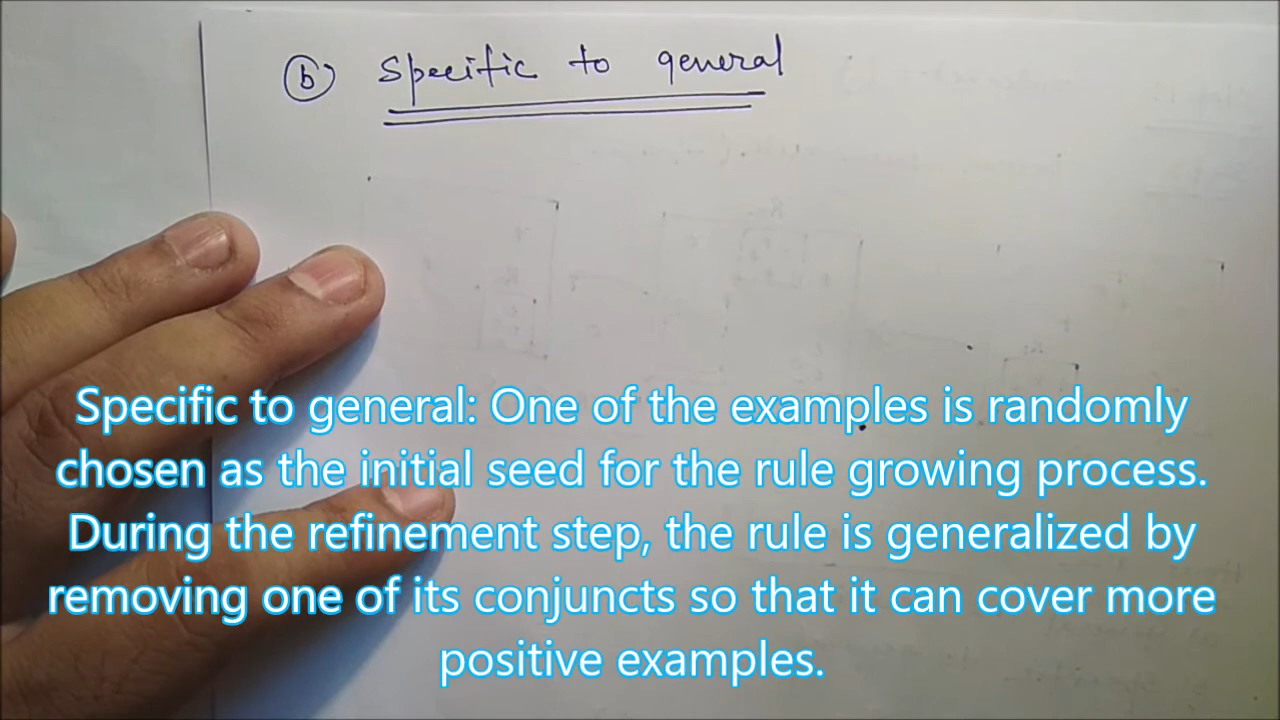 (b) Specific to general
Specific to general: One of the examples is randomly
chosen as the initial seed for the rule growing process.
During the refinement step, the rule is generalized by
removing one of its conjuncts so that it can cover more
positive examples.